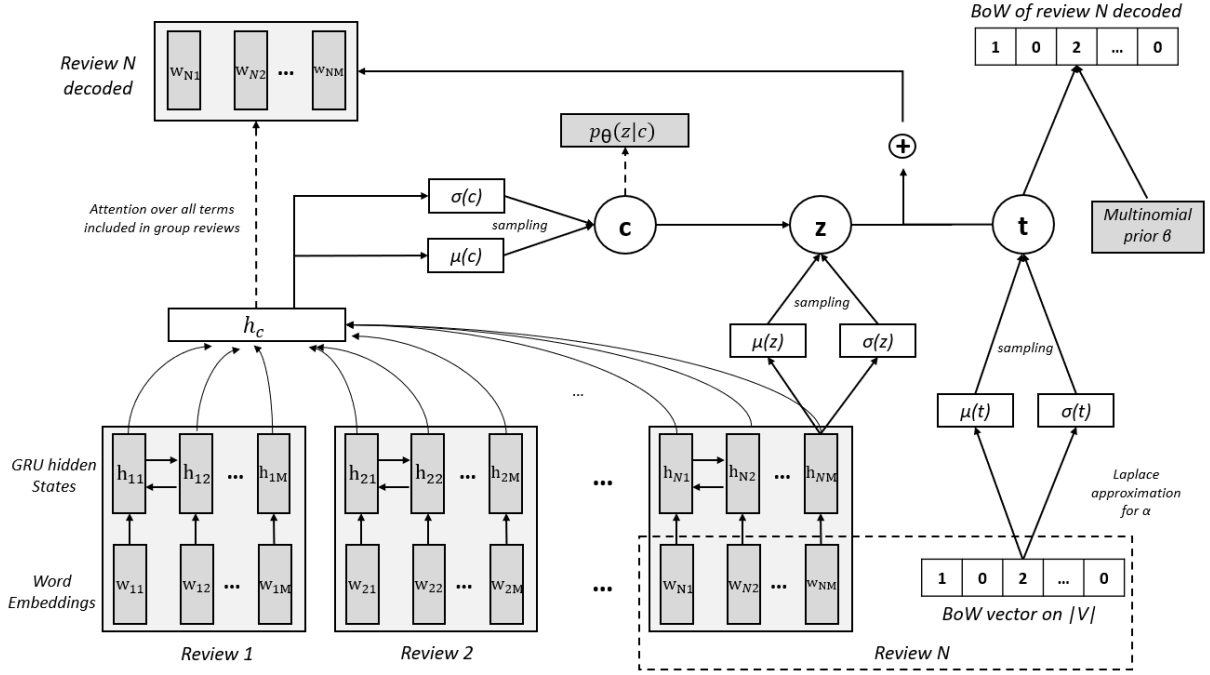 BoW of review N decoded
1 0 2 ... 0
Review N
decoded
w_N1 w_N2 ... w_NM
p_θ(z|c)
+
Attention over all terms
included in group reviews
σ(c)
sampling
μ(c)
c
z
t
Multinomial
prior β
h_c
sampling
μ(z) σ(z)
sampling
μ(t) σ(t)
...
GRU hidden
States
h_11 h_12 ... h_1M
h_21 h_22 ... h_2M
...
h_N1 h_N2 ... h_NM
Laplace
approximation
for α
Word
Embeddings
w_11 w_12 ... w_1M
w_21 w_22 ... w_2M
...
w_N1 w_N2 ... w_NM
1 0 2 ... 0
BoW vector on |V|
Review 1
Review 2
Review N